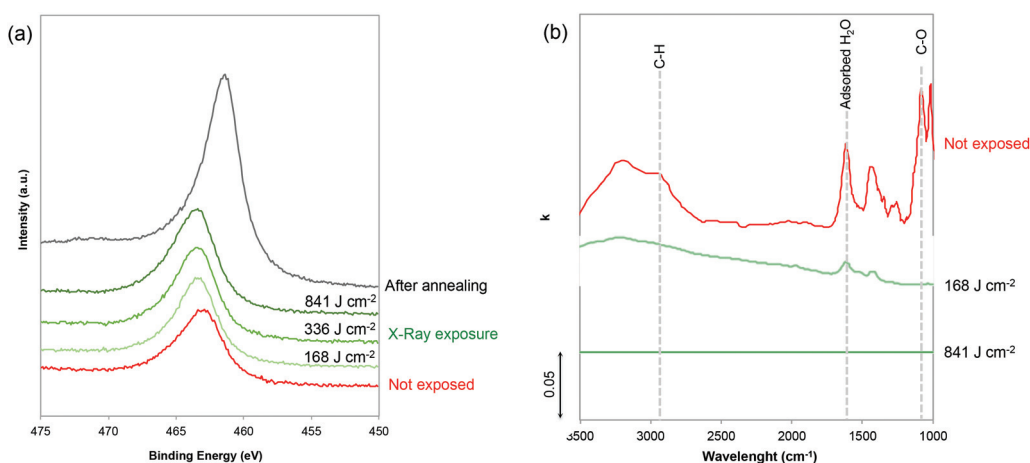 (a)
Intensity (a.u.)
After annealing
841 J cm-2
336 J cm-2
X-Ray exposure
168 J cm-2
Not exposed
475 470 465 460 455 450
Binding Energy (eV)
(b)
C-H
Adsorbed H2O
C-O
Not exposed
k
168 J cm-2
841 J cm-2
0.05
3500 3000 2500 2000 1500 1000
Wavelenght (cm-1)